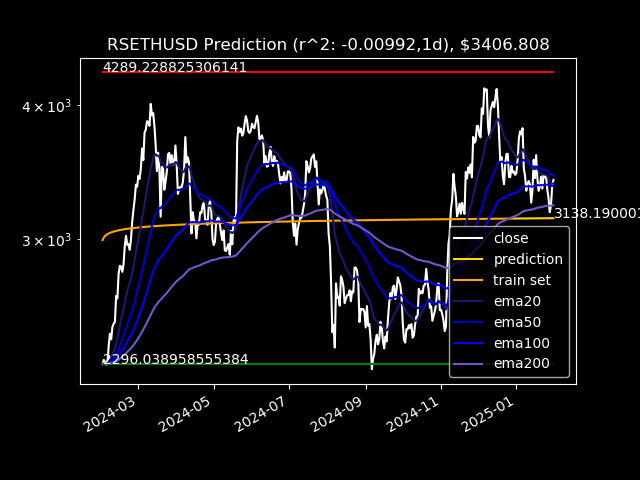 RSETHUSD Prediction (r^2: -0.00992,1d), $3406.808
4289.228825306141
4 × 10³
3138.190001
3 × 10³
close
prediction
train set
ema20
ema50
ema100
ema200
2296.038958555384
2024-03
2024-05
2024-07
2024-09
2024-11
2025-01